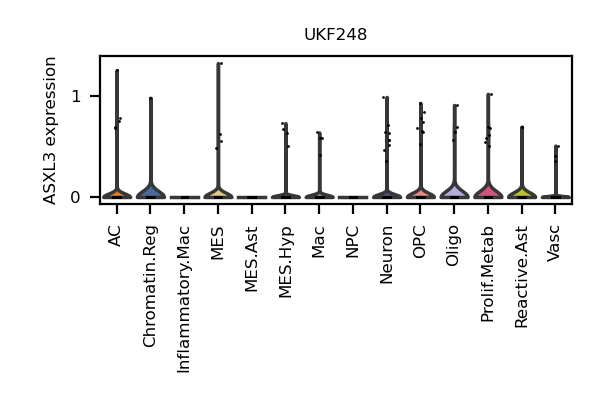 UKF248
ASXL3 expression
1
0
AC
Chromatin.Reg
Inflammatory.Mac
MES
MES.Ast
MES.Hyp
Mac
NPC
Neuron
OPC
Oligo
Prolif.Metab
Reactive.Ast
Vasc